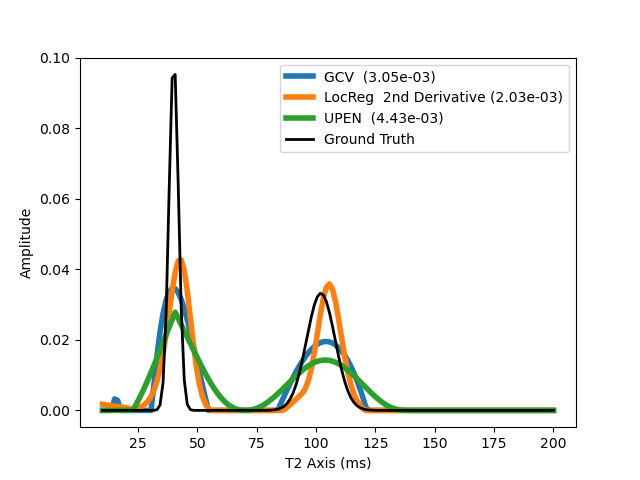 GCV (3.05e-03)
LocReg 2nd Derivative (2.03e-03)
UPEN (4.43e-03)
Ground Truth
Amplitude
0.10
0.08
0.06
0.04
0.02
0.00
25 50 75 100 125 150 175 200
T2 Axis (ms)